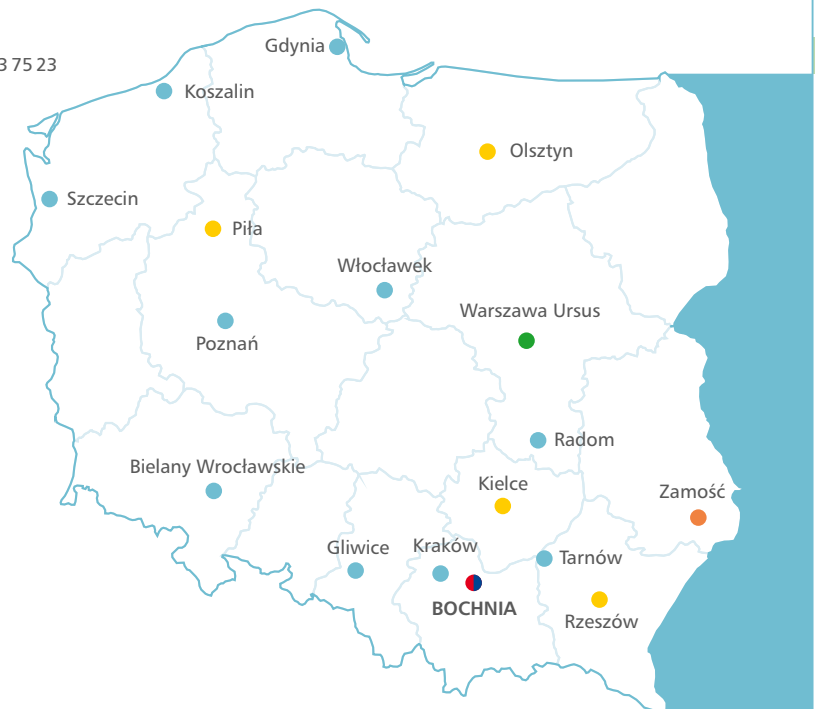 Gdynia
3 75 23
Koszalin
Olsztyn
Szczecin
Piła
Włocławek
Warszawa Ursus
Poznań
Radom
Bielany Wrocławskie
Kielce
Zamość
Gliwice
Kraków
Tarnów
BOCHNIA
Rzeszów